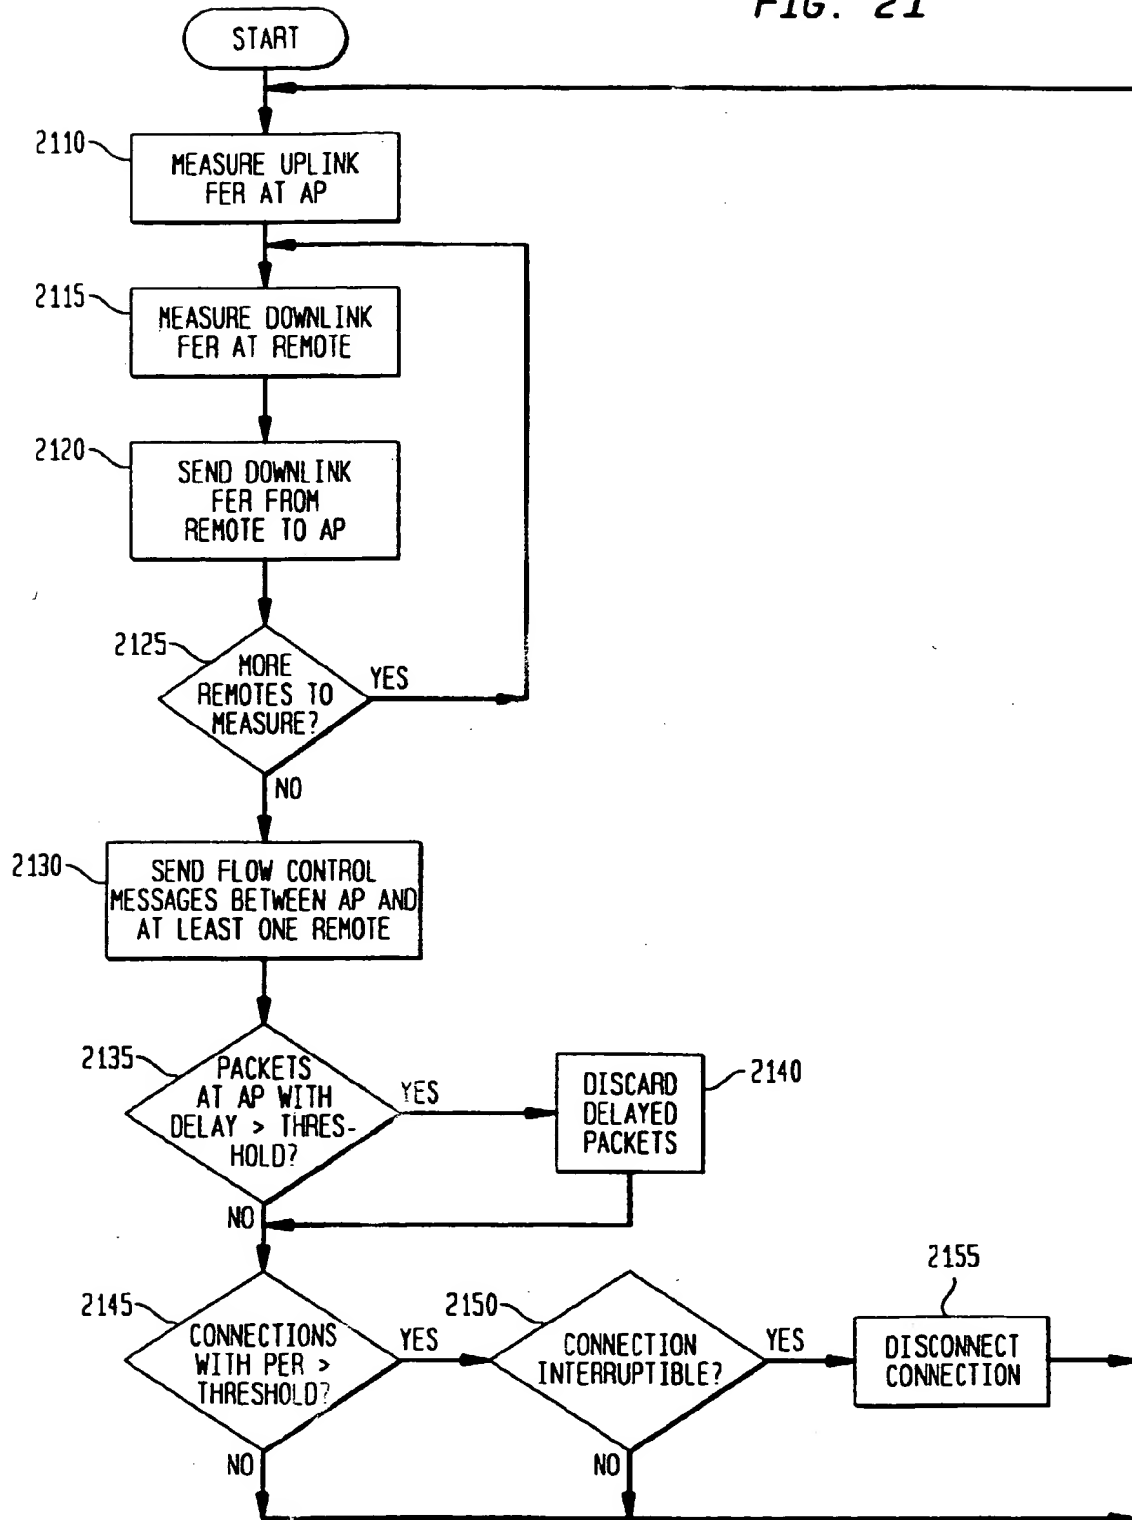 FIG. 21
START
2110
MEASURE UPLINK
FER AT AP
2115
MEASURE DOWNLINK
FER AT REMOTE
2120
SEND DOWNLINK
FER FROM
REMOTE TO AP
2125
MORE
REMOTES TO
MEASURE?
YES
NO
2130
SEND FLOW CONTROL
MESSAGES BETWEEN AP AND
AT LEAST ONE REMOTE
2135
PACKETS
AT AP WITH
DELAY > THRES-
HOLD?
YES
DISCARD
DELAYED
PACKETS
2140
NO
2145
CONNECTIONS
WITH PER >
THRESHOLD?
YES
2150
CONNECTION
INTERRUPTIBLE?
YES
2155
DISCONNECT
CONNECTION
NO
NO